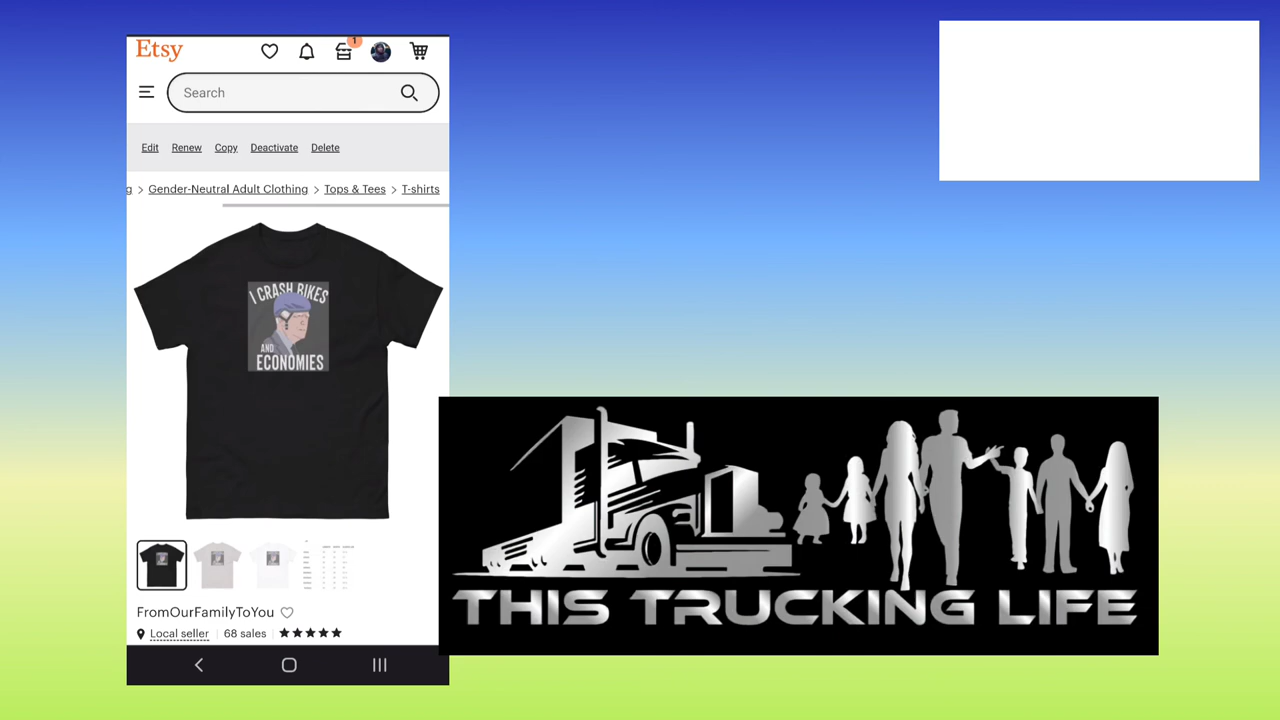 Etsy
1
Search
Edit Renew Copy Deactivate Delete
g > Gender-Neutral Adult Clothing > Tops & Tees > T-shirts
I CRASH BIKES
AND
ECONOMIES
FromOurFamilyToYou
Local seller 68 sales ★★★★★
THIS TRUCKING LIFE